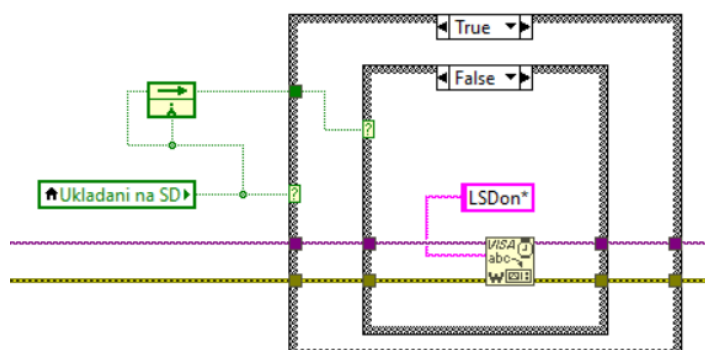 True
False
?
Ukladani na SD
?
LSDon*
VISA
abc
W